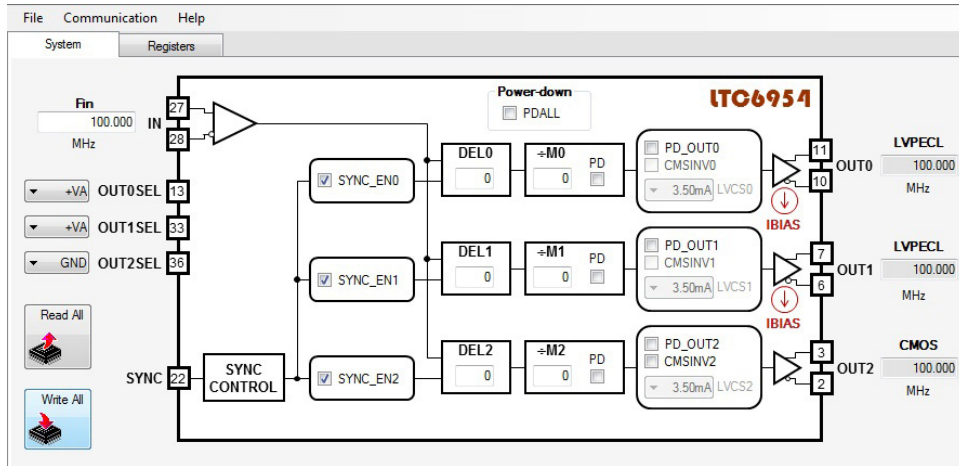 File Communication Help
System Registers
Fin
100.000
MHz
IN
27
28
Power-down
PDALL
LTC6954
+VA OUT0SEL 13
+VA OUT1SEL 33
GND OUT2SEL 36
Read All
Write All
SYNC 22
SYNC
CONTROL
SYNC_EN0
SYNC_EN1
SYNC_EN2
DEL0
0
÷M0
0
PD
PD_OUT0
CMSINV0
3.50mA LVCS0
11
10
OUT0
IBIAS
LVPECL
100.000
MHz
DEL1
0
÷M1
0
PD
PD_OUT1
CMSINV1
3.50mA LVCS1
7
6
OUT1
IBIAS
LVPECL
100.000
MHz
DEL2
0
÷M2
0
PD
PD_OUT2
CMSINV2
3.50mA LVCS2
3
2
OUT2
CMOS
100.000
MHz